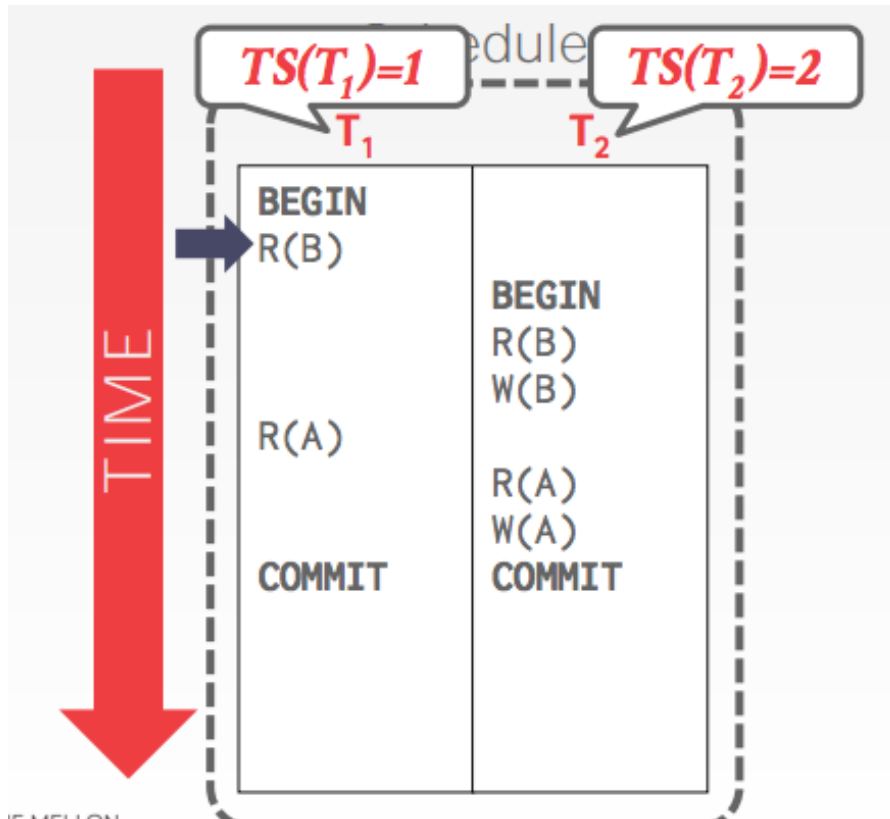 TS(T1)=1
TS(T2)=2
T1
T2
BEGIN
R(B)
BEGIN
R(B)
W(B)
R(A)
R(A)
W(A)
COMMIT
COMMIT
TIME